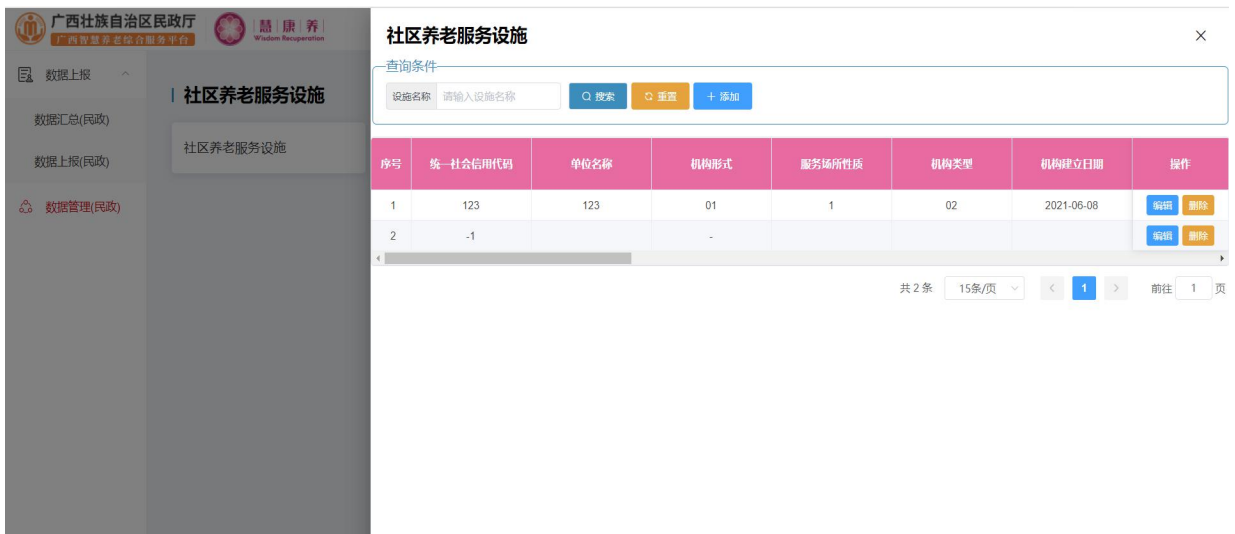 广西壮族自治区民政厅
广西智慧养老综合服务平台
慧 康 养
Wisdom Recuperation
数据上报
数据汇总(民政)
数据上报(民政)
数据管理(民政)
社区养老服务设施
社区养老服务设施
社区养老服务设施
查询条件
设施名称 请输入设施名称 搜索 重置 添加
序号 统一社会信用代码 单位名称 机构形式 服务场所性质 机构类型 机构建立日期 操作
1 123 123 01 1 02 2021-06-08 编辑 删除
2 -1 - 编辑 删除
共 2 条 15条/页 1 前往 1 页